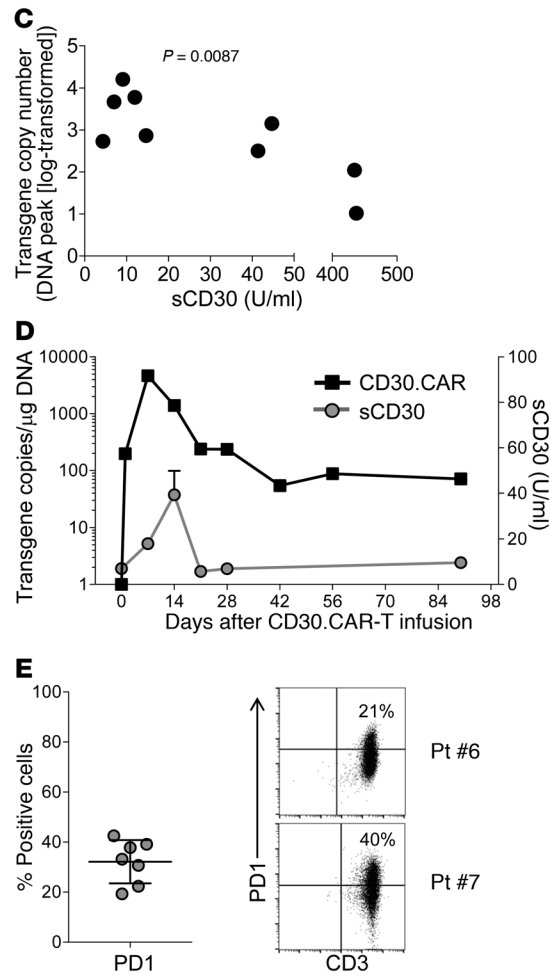 C
Transgene copy number
(DNA peak [log-transformed])
5
4
3
2
1
0
P = 0.0087
0 10 20 30 40 50 400 500
sCD30 (U/ml)
D
Transgene copies/μg DNA
10000
1000
100
10
1
CD30.CAR
sCD30
100
80
60
40
20
0
sCD30 (U/ml)
0 14 28 42 56 70 84 98
Days after CD30.CAR-T infusion
E
% Positive cells
100
80
60
40
20
0
PD1
PD1
21%
Pt #6
40%
Pt #7
CD3